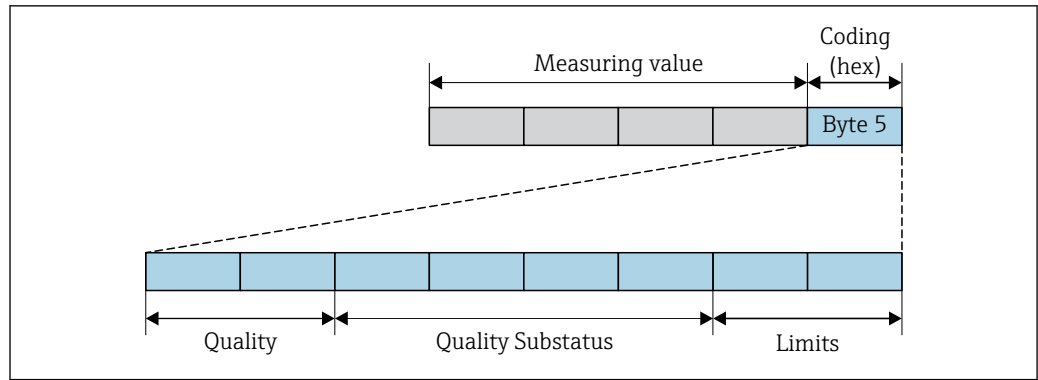 Coding
(hex)
Measuring value
Byte 5
Quality
Quality Substatus
Limits